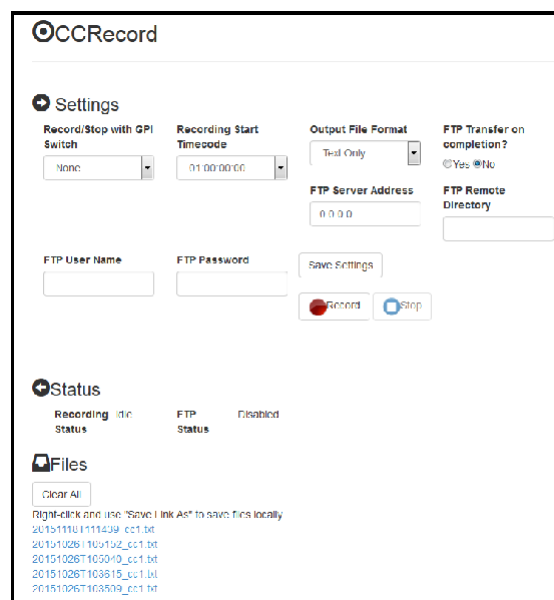 CCRecord
Settings
Record/Stop with GPI Switch
Recording Start Timecode
Output File Format
FTP Transfer on completion?
None
01:00:00:00
Text Only
Yes No
FTP Server Address
FTP Remote Directory
0.0.0.0
FTP User Name
FTP Password
Save Settings
Record
Stop
Status
Recording Status
Idle
FTP Status
Disabled
Files
Clear All
Right-click and use "Save Link As" to save files locally
20151118T111439_cc1.txt
20151026T105152_cc1.txt
20151026T105040_cc1.txt
20151026T103615_cc1.txt
20151026T103509_cc1.txt